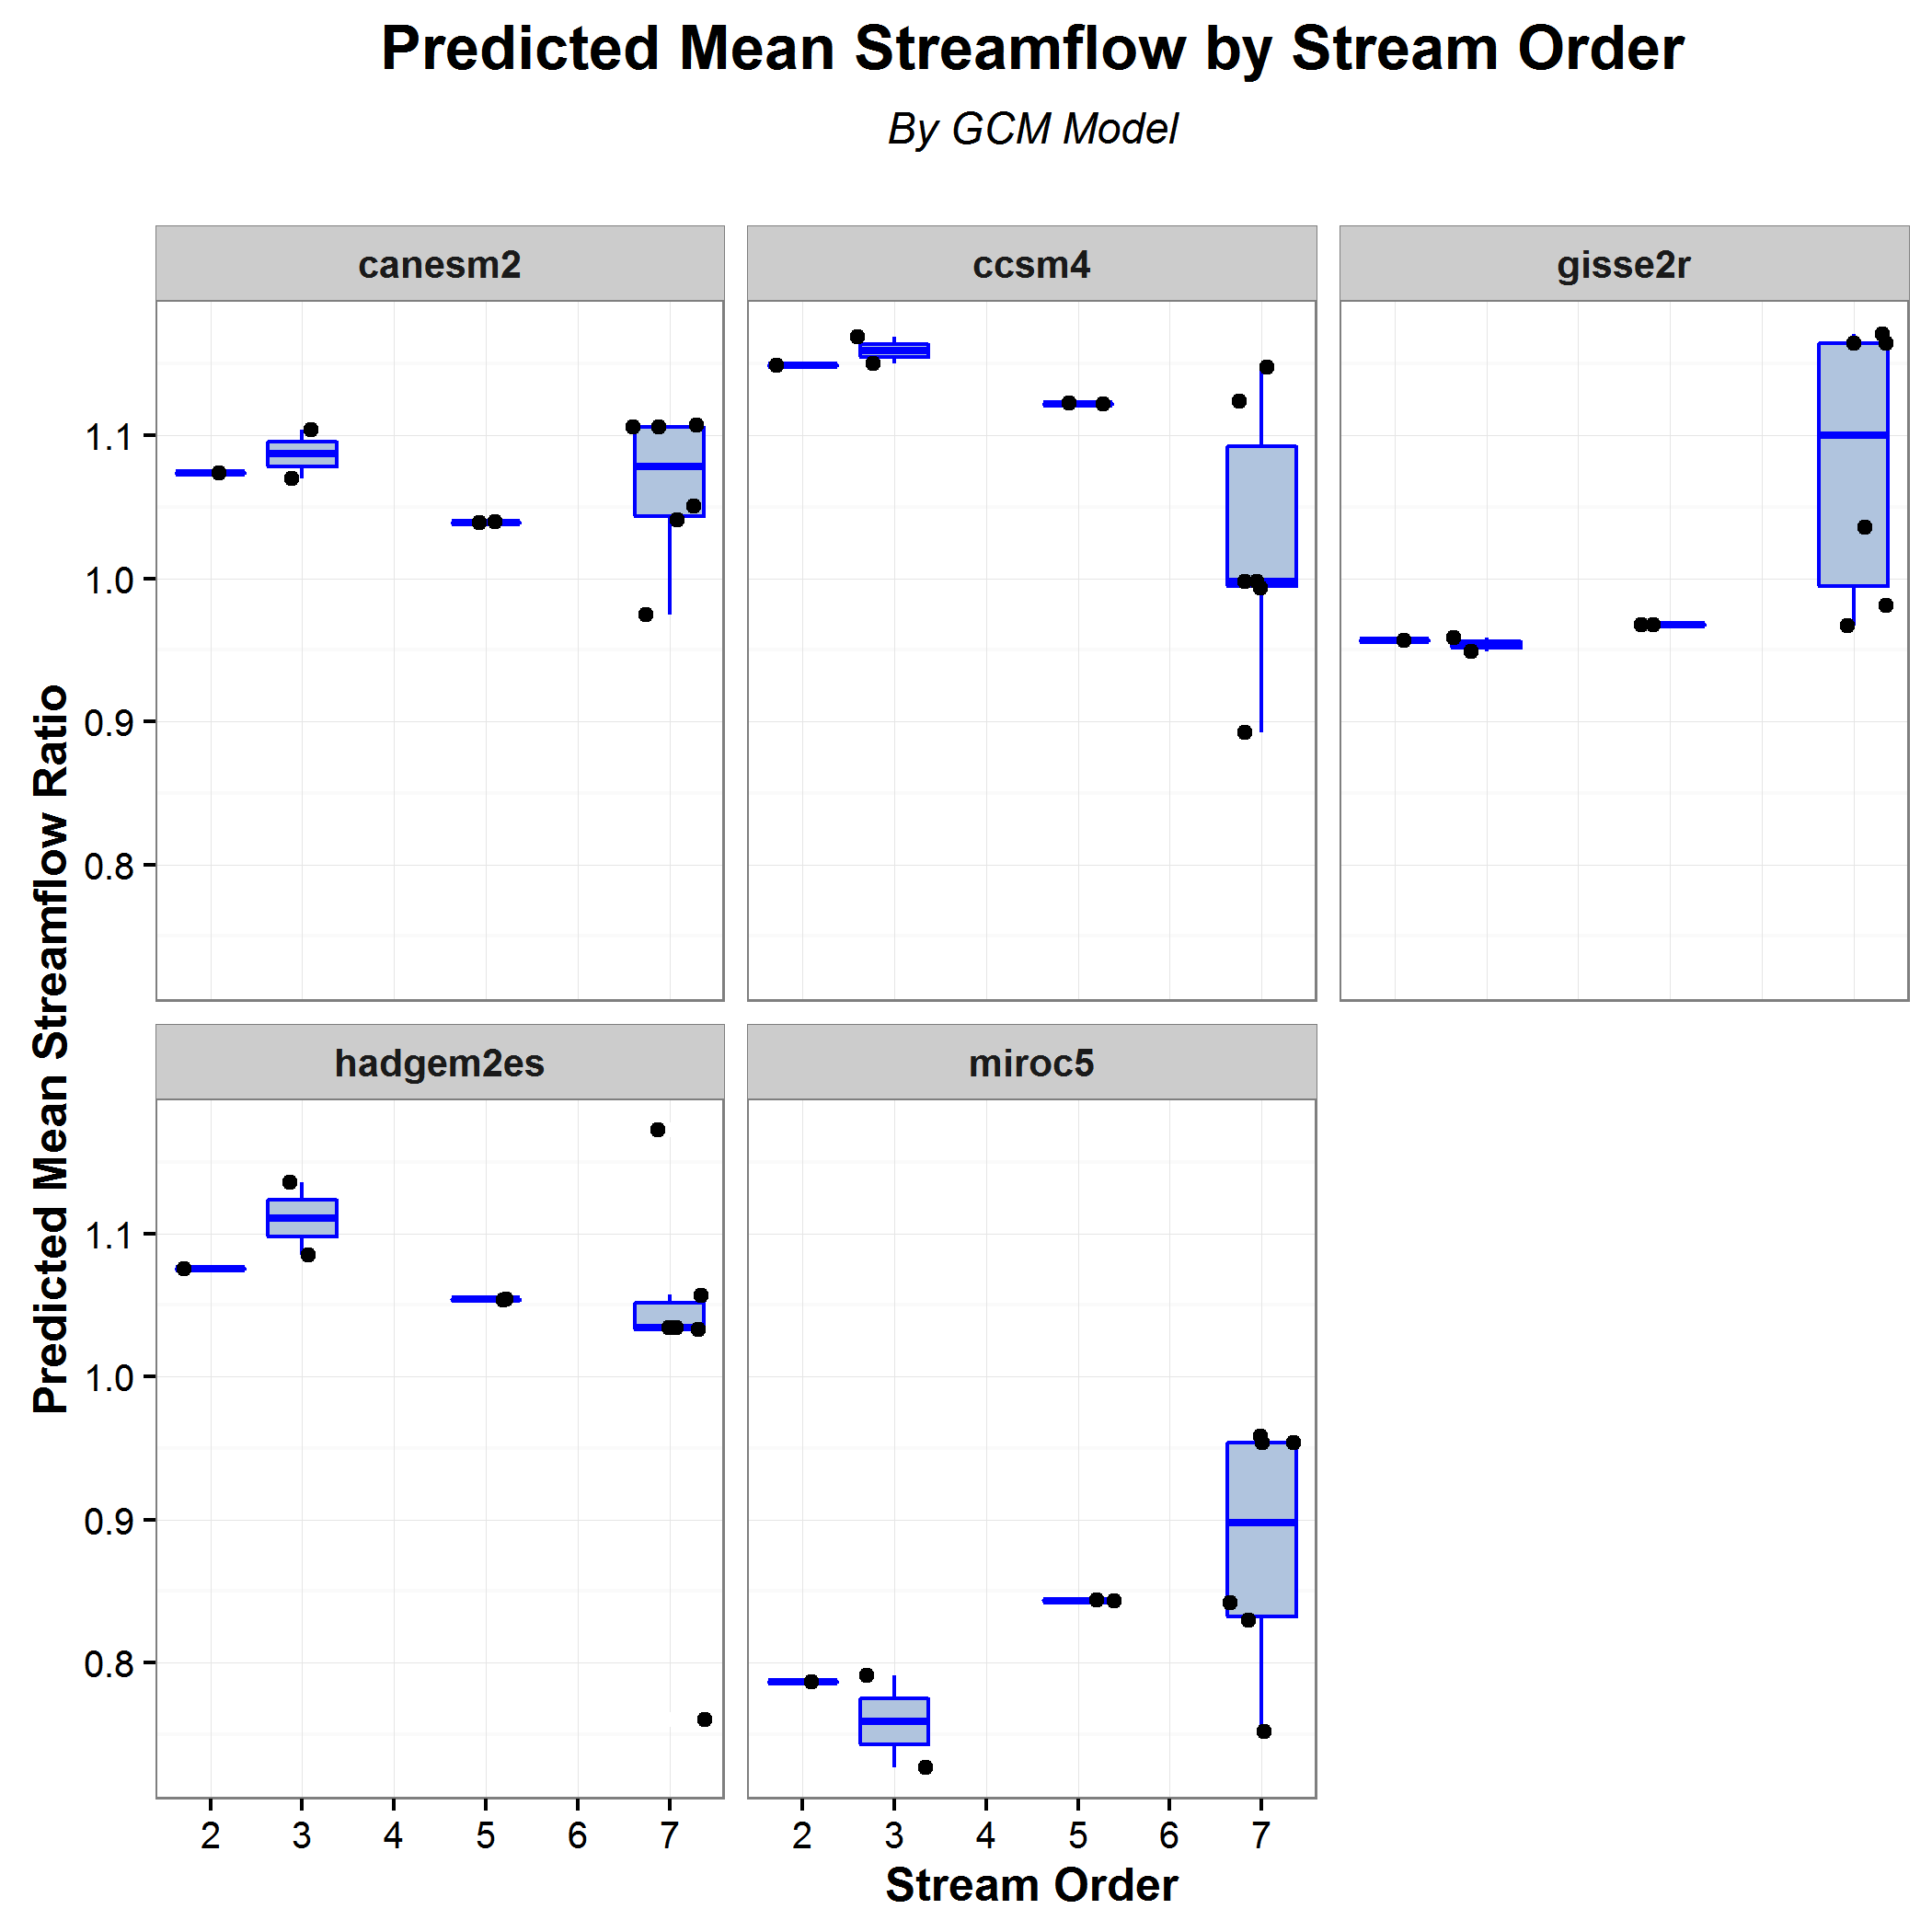 Predicted Mean Streamflow by Stream Order
By GCM Model
canesm2
ccsm4
gisse2r
1.1
1.0
0.9
0.8
Predicted Mean Streamflow Ratio
hadgem2es
miroc5
1.1
1.0
0.9
0.8
2 3 4 5 6 7
2 3 4 5 6 7
Stream Order